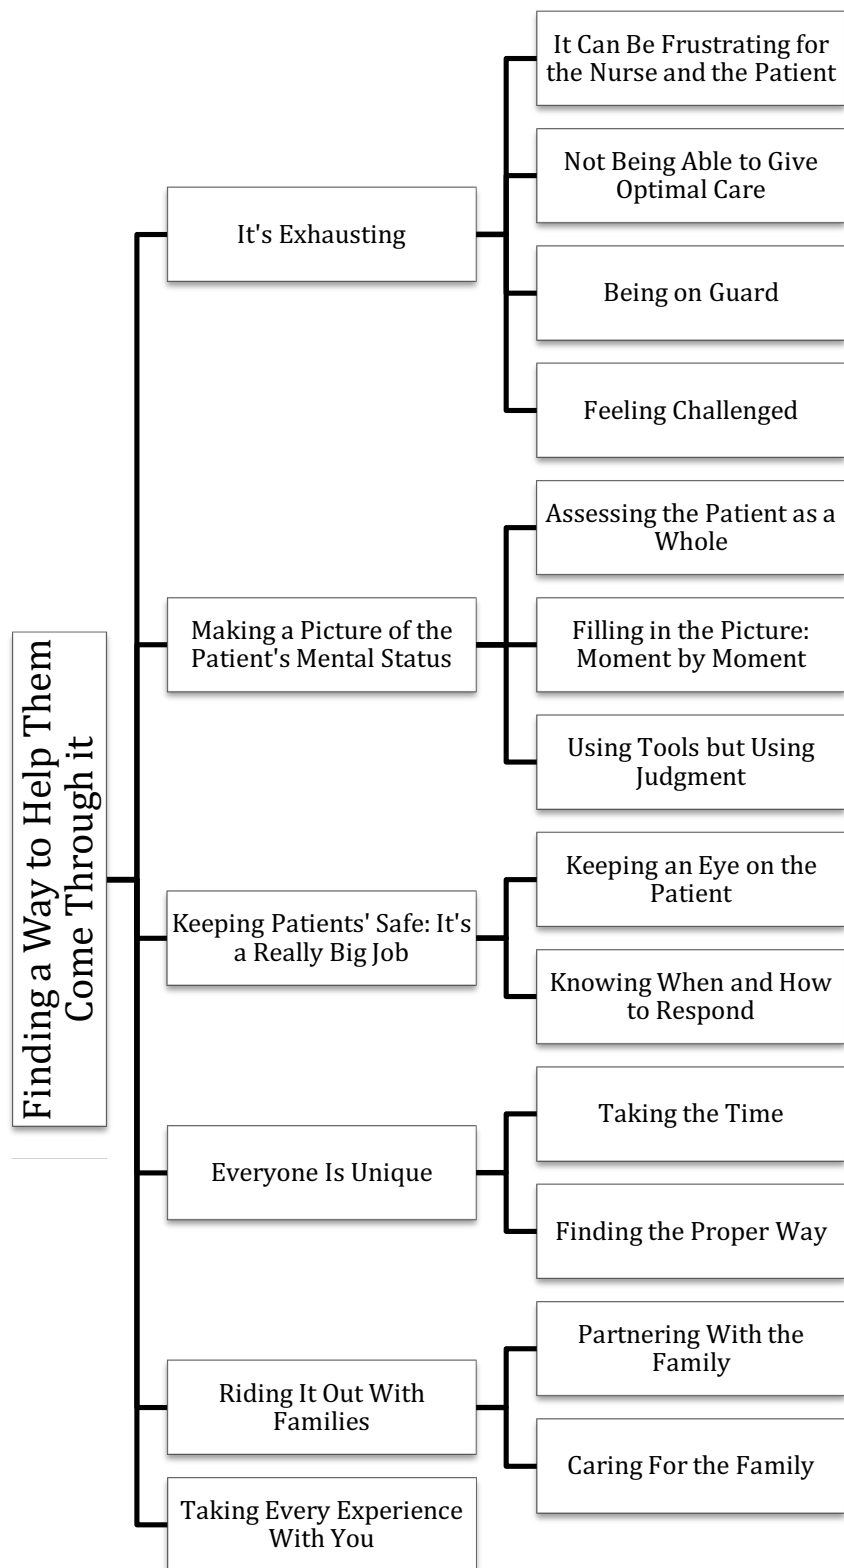 Finding a Way to Help Them
Come Through it
It's Exhausting
It Can Be Frustrating for
the Nurse and the Patient
Not Being Able to Give
Optimal Care
Being on Guard
Feeling Challenged
Making a Picture of the
Patient's Mental Status
Assessing the Patient as a
Whole
Filling in the Picture:
Moment by Moment
Using Tools but Using
Judgment
Keeping Patients' Safe: It's
a Really Big Job
Keeping an Eye on the
Patient
Knowing When and How
to Respond
Everyone Is Unique
Taking the Time
Finding the Proper Way
Riding It Out With
Families
Partnering With the
Family
Caring For the Family
Taking Every Experience
With You